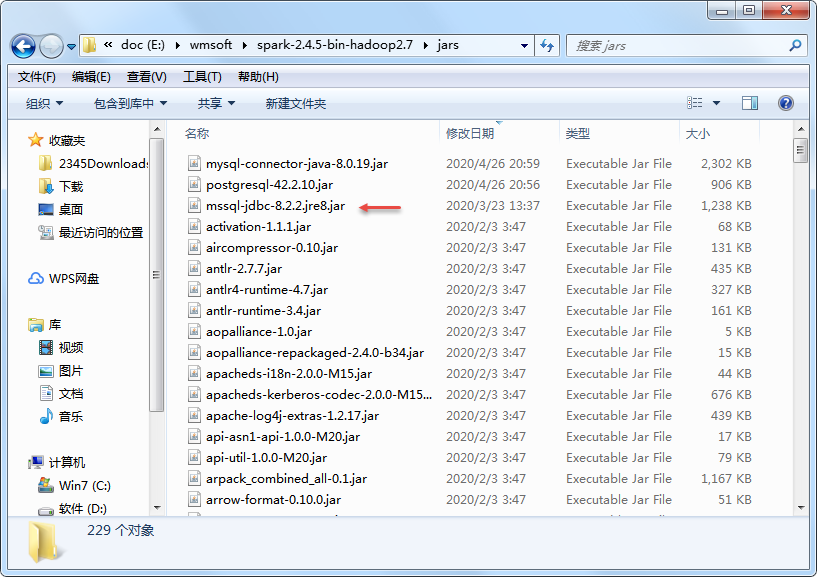 « doc (E:) ▸ wmsoft ▸ spark-2.4.5-bin-hadoop2.7 ▸ jars
搜索 jars
文件(F) 编辑(E) 查看(V) 工具(T) 帮助(H)
组织 包含到库中 共享 新建文件夹
收藏夹
2345Downloads
下载
桌面
最近访问的位置
WPS网盘
库
视频
图片
文档
音乐
计算机
Win7 (C:)
软件 (D:)
名称 修改日期 类型 大小
mysql-connector-java-8.0.19.jar 2020/4/26 20:59 Executable Jar File 2,302 KB
postgresql-42.2.10.jar 2020/4/26 20:56 Executable Jar File 906 KB
mssql-jdbc-8.2.2.jre8.jar 2020/3/23 13:37 Executable Jar File 1,238 KB
activation-1.1.1.jar 2020/2/3 3:47 Executable Jar File 68 KB
aircompressor-0.10.jar 2020/2/3 3:47 Executable Jar File 131 KB
antlr-2.7.7.jar 2020/2/3 3:47 Executable Jar File 435 KB
antlr4-runtime-4.7.jar 2020/2/3 3:47 Executable Jar File 327 KB
antlr-runtime-3.4.jar 2020/2/3 3:47 Executable Jar File 161 KB
aopalliance-1.0.jar 2020/2/3 3:47 Executable Jar File 5 KB
aopalliance-repackaged-2.4.0-b34.jar 2020/2/3 3:47 Executable Jar File 15 KB
apacheds-i18n-2.0.0-M15.jar 2020/2/3 3:47 Executable Jar File 44 KB
apacheds-kerberos-codec-2.0.0-M15... 2020/2/3 3:47 Executable Jar File 676 KB
apache-log4j-extras-1.2.17.jar 2020/2/3 3:47 Executable Jar File 439 KB
api-asn1-api-1.0.0-M20.jar 2020/2/3 3:47 Executable Jar File 17 KB
api-util-1.0.0-M20.jar 2020/2/3 3:47 Executable Jar File 79 KB
arpack_combined_all-0.1.jar 2020/2/3 3:47 Executable Jar File 1,167 KB
arrow-format-0.10.0.jar 2020/2/3 3:47 Executable Jar File 51 KB
229 个对象